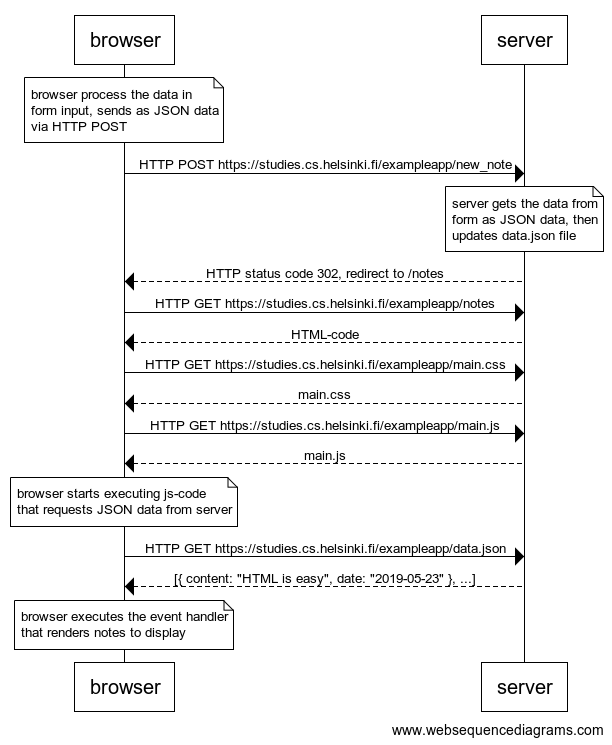 browser
server
browser process the data in
form input, sends as JSON data
via HTTP POST
HTTP POST https://studies.cs.helsinki.fi/exampleapp/new_note
server gets the data from
form as JSON data, then
updates data.json file
HTTP status code 302, redirect to /notes
HTTP GET https://studies.cs.helsinki.fi/exampleapp/notes
HTML-code
HTTP GET https://studies.cs.helsinki.fi/exampleapp/main.css
main.css
HTTP GET https://studies.cs.helsinki.fi/exampleapp/main.js
main.js
browser starts executing js-code
that requests JSON data from server
HTTP GET https://studies.cs.helsinki.fi/exampleapp/data.json
[{ content: "HTML is easy", date: "2019-05-23" }, ...]
browser executes the event handler
that renders notes to display
browser
server
www.websequencediagrams.com